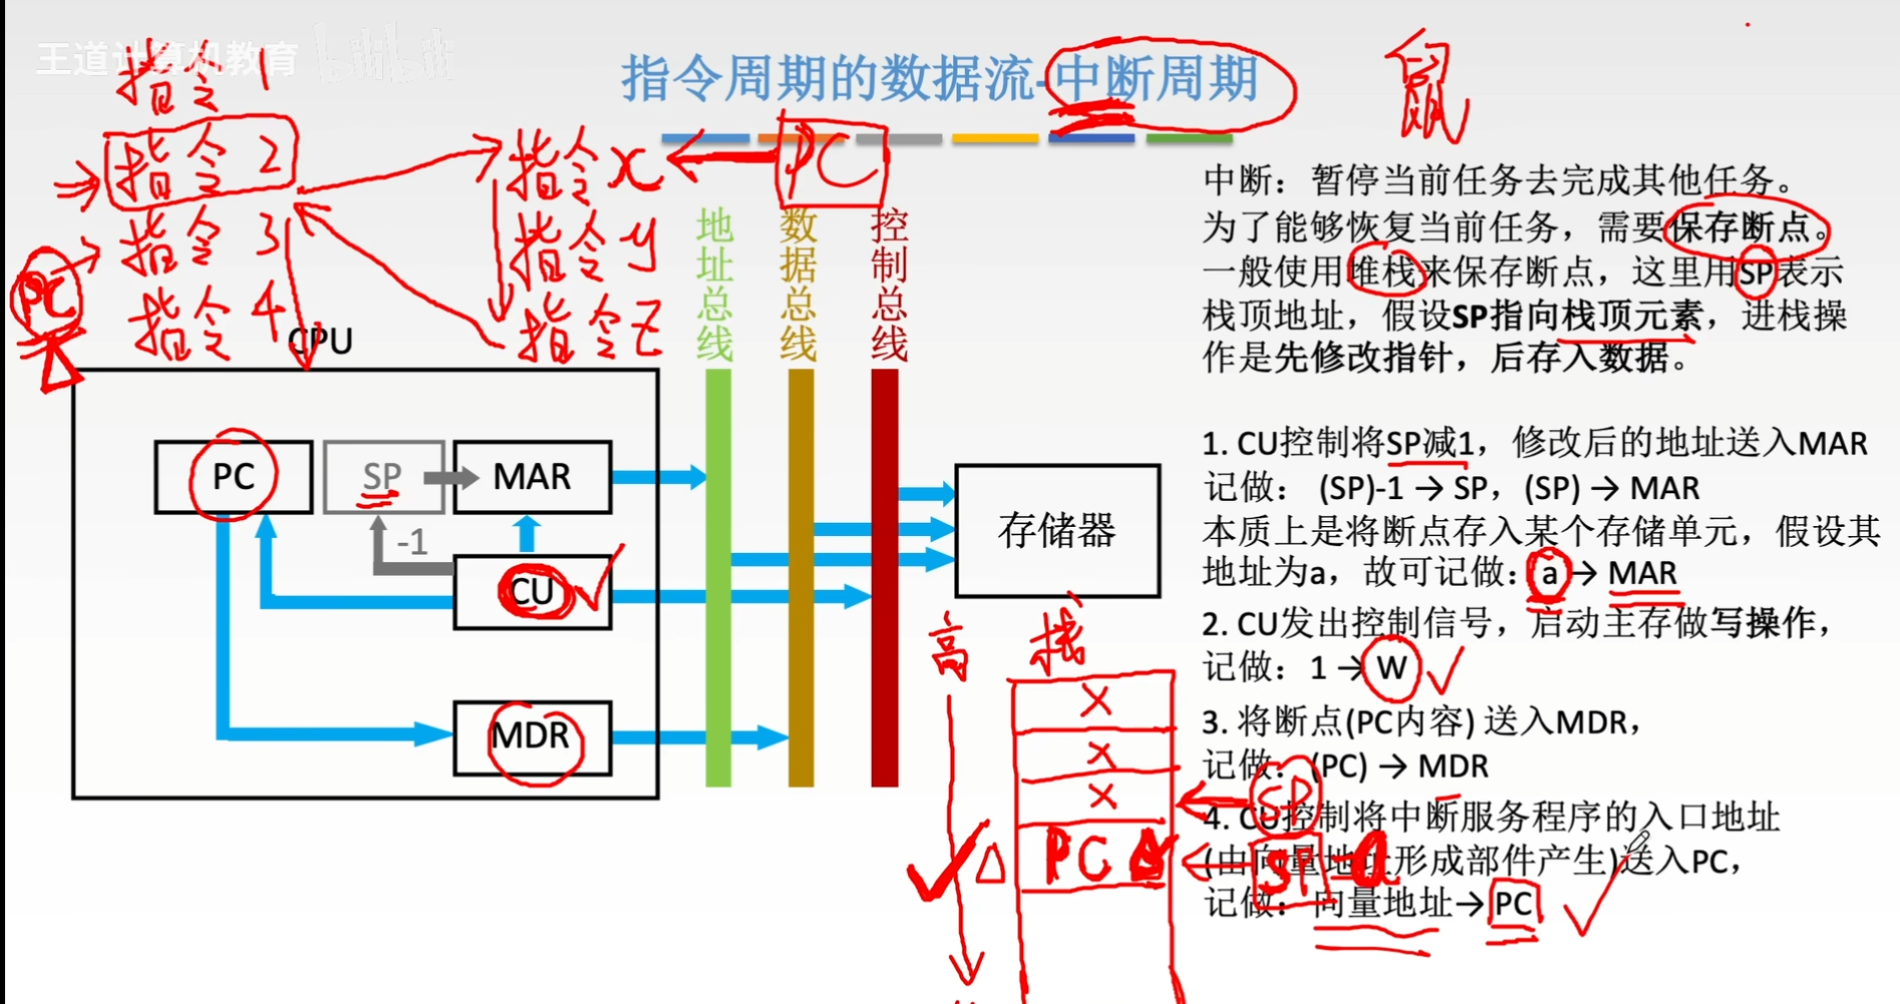 王道计算机教育 bilibili
指令周期的数据流-中断周期
鼠
指令1
指令2
指令3
指令4
PC
指令x
指令y
指令z
PC
地址总线
数据总线
控制总线
CPU
PC
SP
MAR
-1
CU
MDR
存储器
高
栈
×
×
×
PC
SP
SP=a
中断：暂停当前任务去完成其他任务。
为了能够恢复当前任务，需要保存断点。
一般使用堆栈来保存断点，这里用SP表示
栈顶地址，假设SP指向栈顶元素，进栈操
作是先修改指针，后存入数据。
1. CU控制将SP减1，修改后的地址送入MAR
记做： (SP)-1 → SP，(SP) → MAR
本质上是将断点存入某个存储单元，假设其
地址为a，故可记做：a → MAR
2. CU发出控制信号，启动主存做写操作，
记做：1 → W
3. 将断点(PC内容) 送入MDR，
记做：(PC) → MDR
4. CU控制将中断服务程序的入口地址
(由向量地址形成部件产生)送入PC，
记做：向量地址→ PC